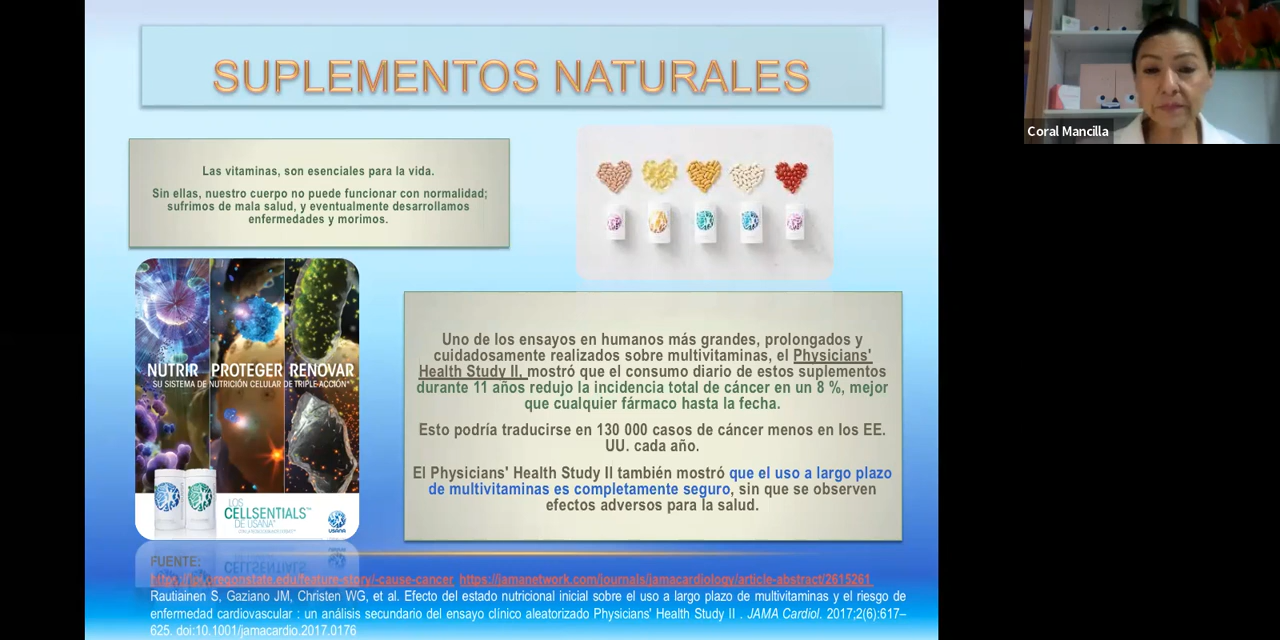 SUPLEMENTOS NATURALES
Coral Mancilla
Las vitaminas, son esenciales para la vida.
Sin ellas, nuestro cuerpo no puede funcionar con normalidad;
sufrimos de mala salud, y eventualmente desarrollamos
enfermedades y morimos.
NUTRIR PROTEGER RENOVAR
SU SISTEMA DE NUTRICIÓN CELULAR DE TRIPLE ACCIÓN*
LOS
CELLSENTIALS™
DE USANA®
USANA
Uno de los ensayos en humanos más grandes, prolongados y
cuidadosamente realizados sobre multivitaminas, el Physicians'
Health Study II, mostró que el consumo diario de estos suplementos
durante 11 años redujo la incidencia total de cáncer en un 8 %, mejor
que cualquier fármaco hasta la fecha.
Esto podría traducirse en 130 000 casos de cáncer menos en los EE.
UU. cada año.
El Physicians' Health Study II también mostró que el uso a largo plazo
de multivitaminas es completamente seguro, sin que se observen
efectos adversos para la salud.
FUENTE:
https://lpi.oregonstate.edu/feature-story/-cause-cancer https://jamanetwork.com/journals/jamacardiology/article-abstract/2615261
Rautiainen S, Gaziano JM, Christen WG, et al. Efecto del estado nutricional inicial sobre el uso a largo plazo de multivitaminas y el riesgo de
enfermedad cardiovascular : un análisis secundario del ensayo clínico aleatorizado Physicians' Health Study II . JAMA Cardiol. 2017;2(6):617–
625. doi:10.1001/jamacardio.2017.0176